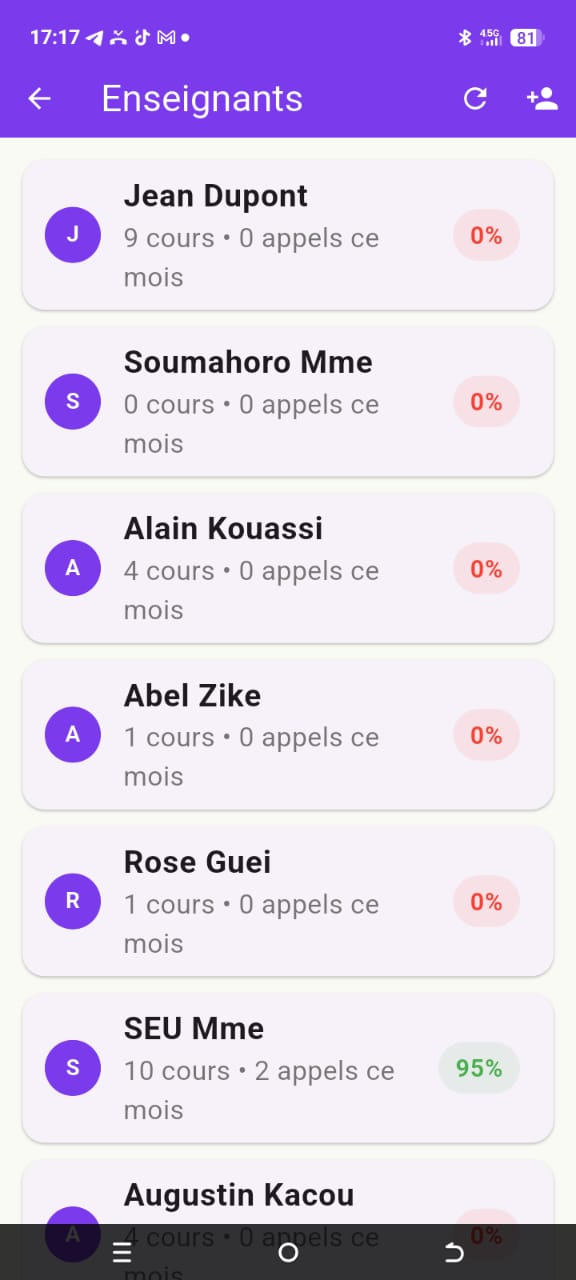 17:17
4.5G
81
Enseignants
J
Jean Dupont
9 cours • 0 appels ce
mois
0%
S
Soumahoro Mme
0 cours • 0 appels ce
mois
0%
A
Alain Kouassi
4 cours • 0 appels ce
mois
0%
A
Abel Zike
1 cours • 0 appels ce
mois
0%
R
Rose Guei
1 cours • 0 appels ce
mois
0%
S
SEU Mme
10 cours • 2 appels ce
mois
95%
A
Augustin Kacou
4 cours • 0 appels ce
mois
0%